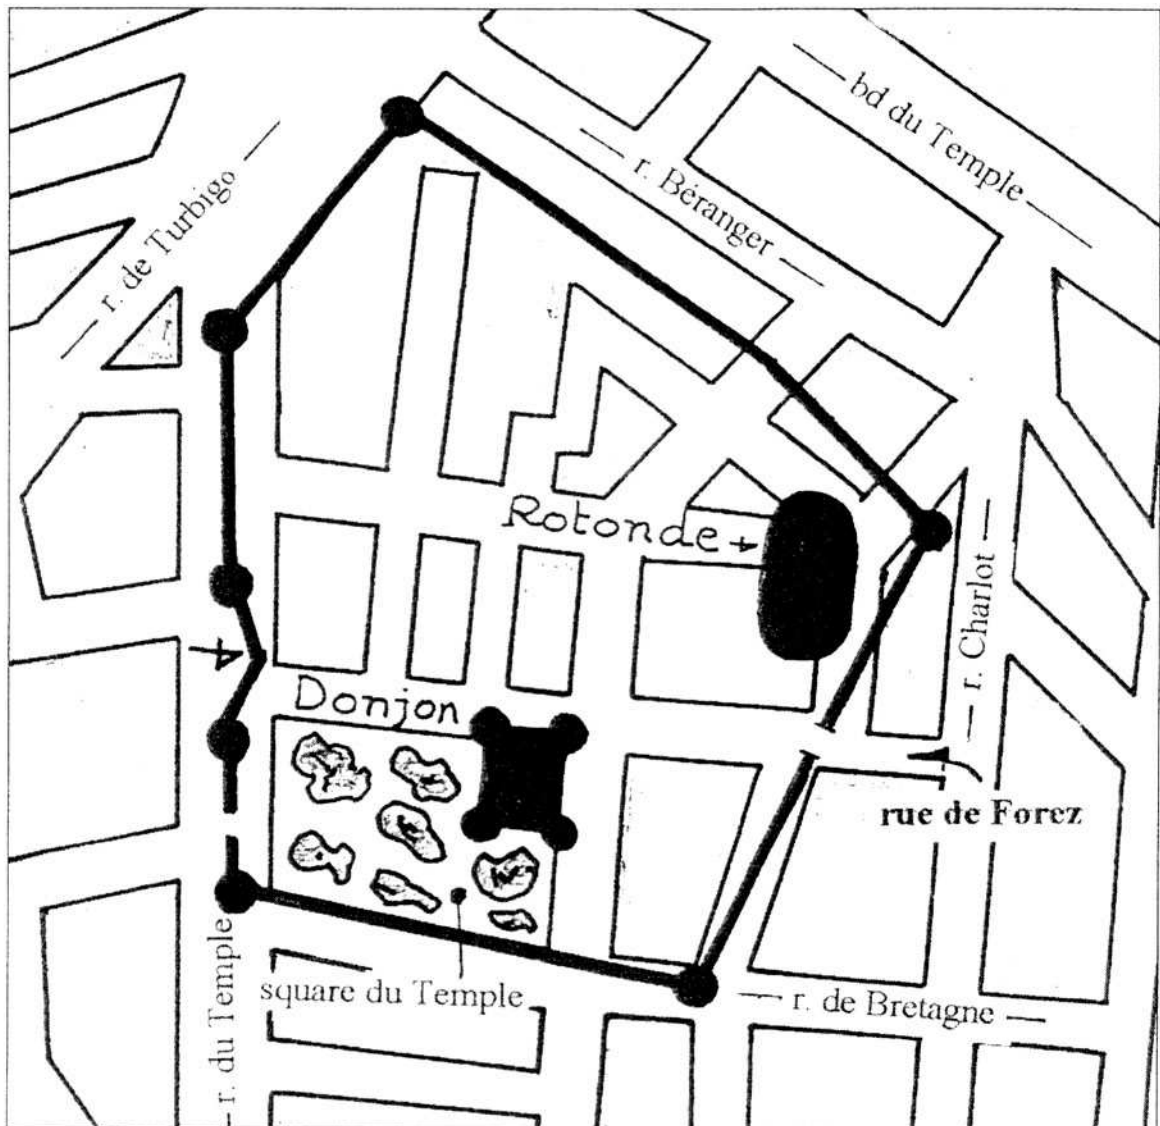 bd du Temple
r. Béranger
r. de Turbigo
Rotonde
r. Charlot
Donjon
rue de Forez
square du Temple
r. de Bretagne
r. du Temple